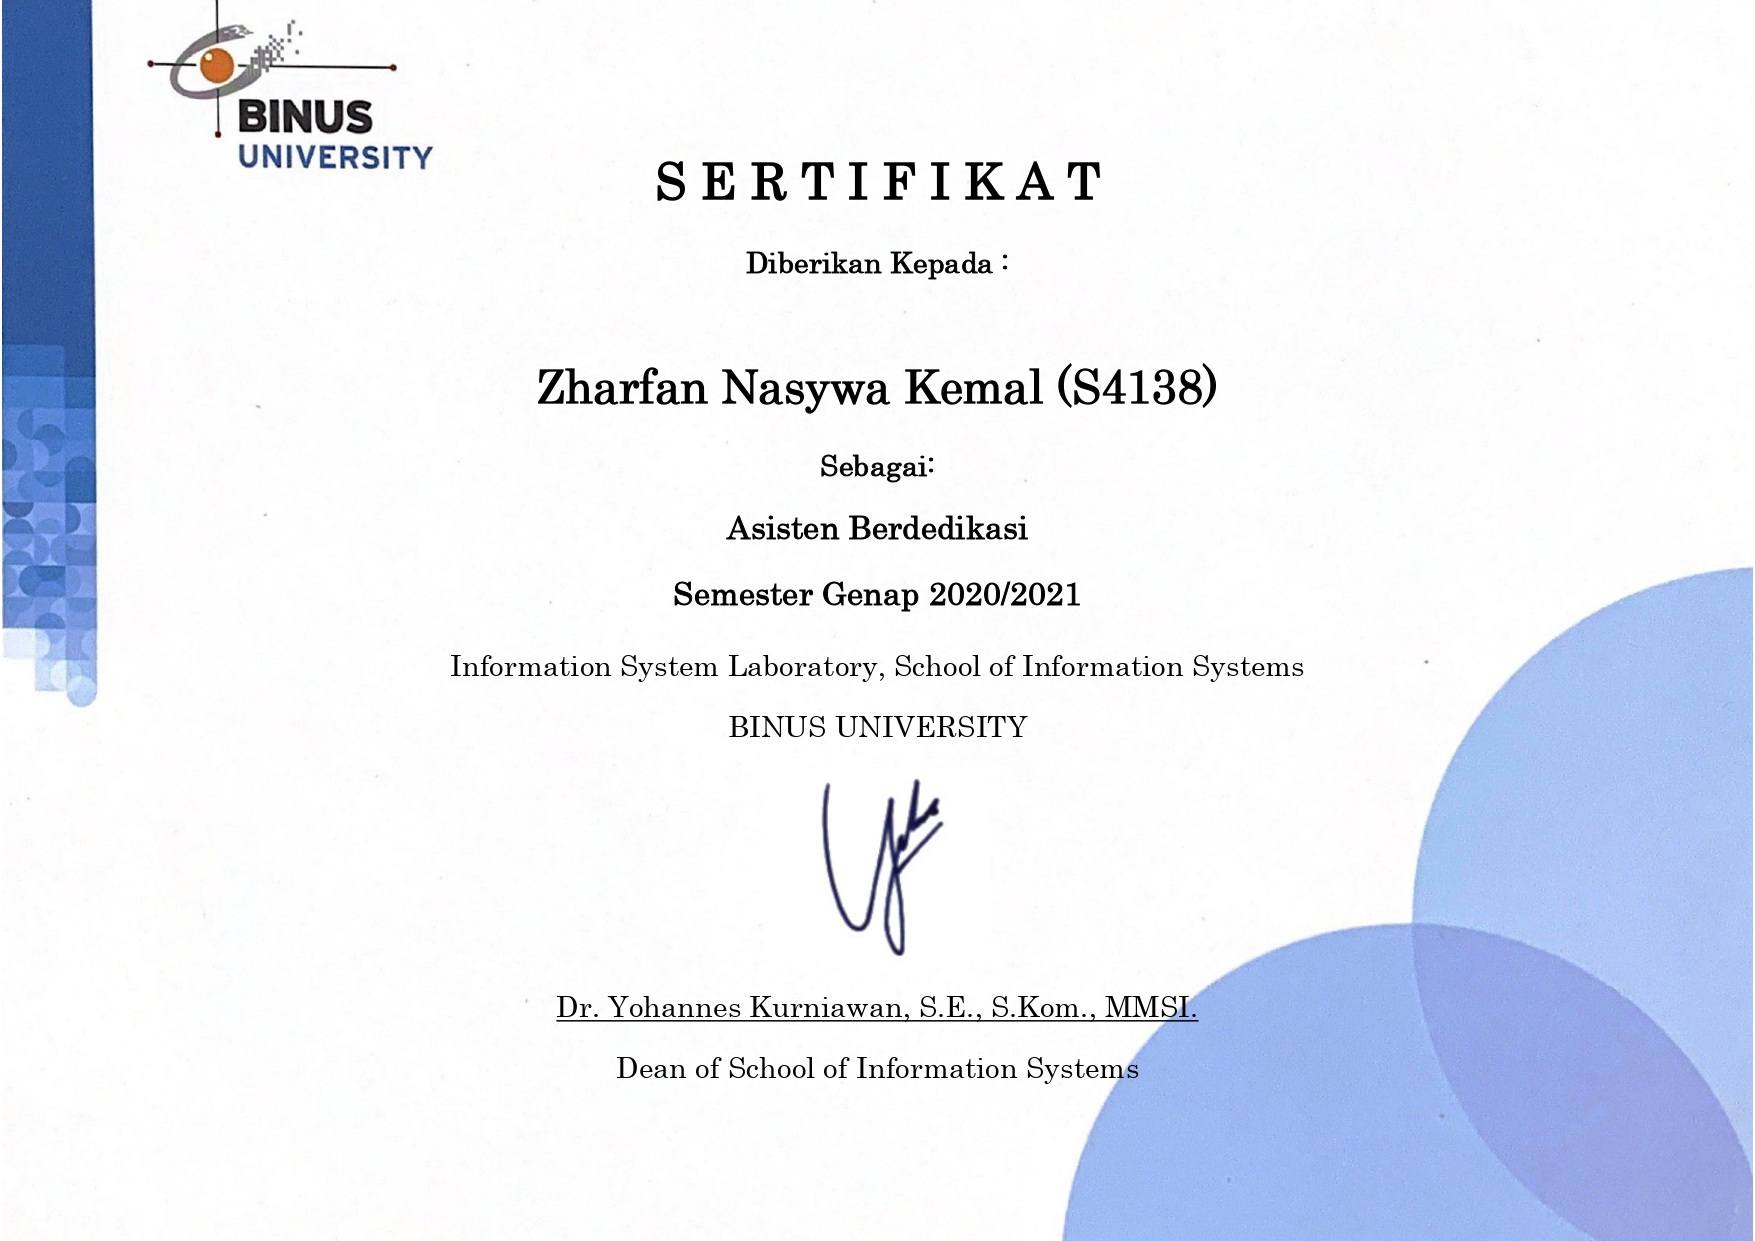 BINUS
UNIVERSITY
SERTIFIKAT
Diberikan Kepada :
Zharfan Nasywa Kemal (S4138)
Sebagai:
Asisten Berdedikasi
Semester Genap 2020/2021
Information System Laboratory, School of Information Systems
BINUS UNIVERSITY
Dr. Yohannes Kurniawan, S.E., S.Kom., MMSI.
Dean of School of Information Systems